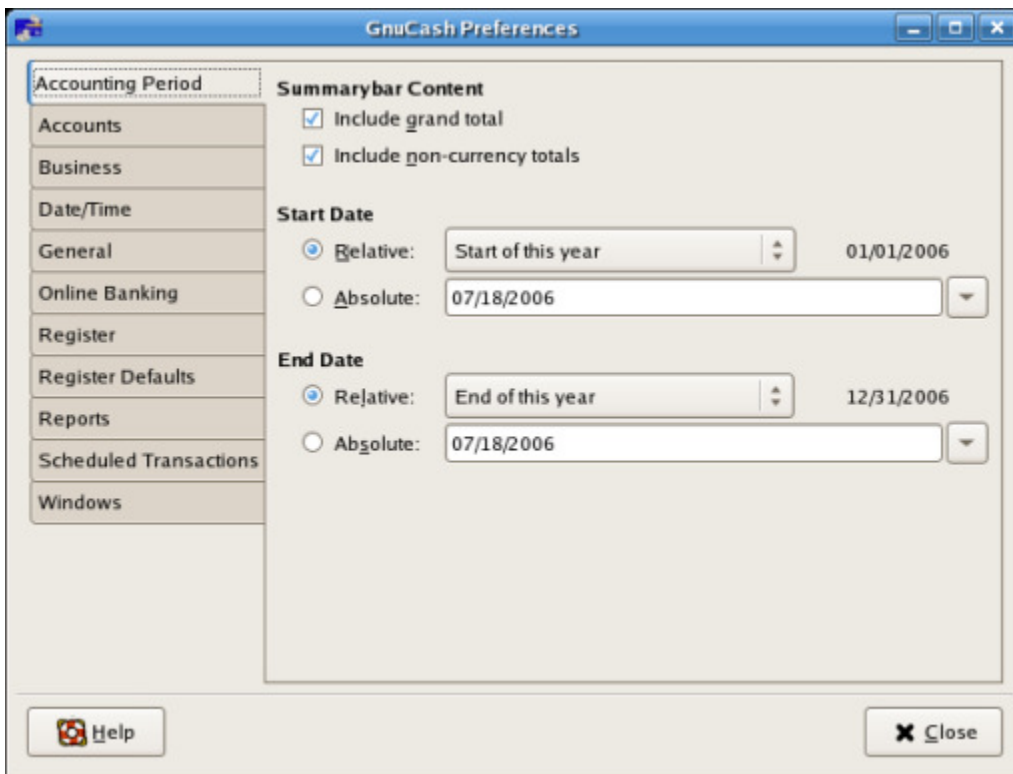 GnuCash Preferences
Accounting Period
Accounts
Business
Date/Time
General
Online Banking
Register
Register Defaults
Reports
Scheduled Transactions
Windows
Summarybar Content
Include grand total
Include non-currency totals
Start Date
Relative: Start of this year 01/01/2006
Absolute: 07/18/2006
End Date
Relative: End of this year 12/31/2006
Absolute: 07/18/2006
Help
Close